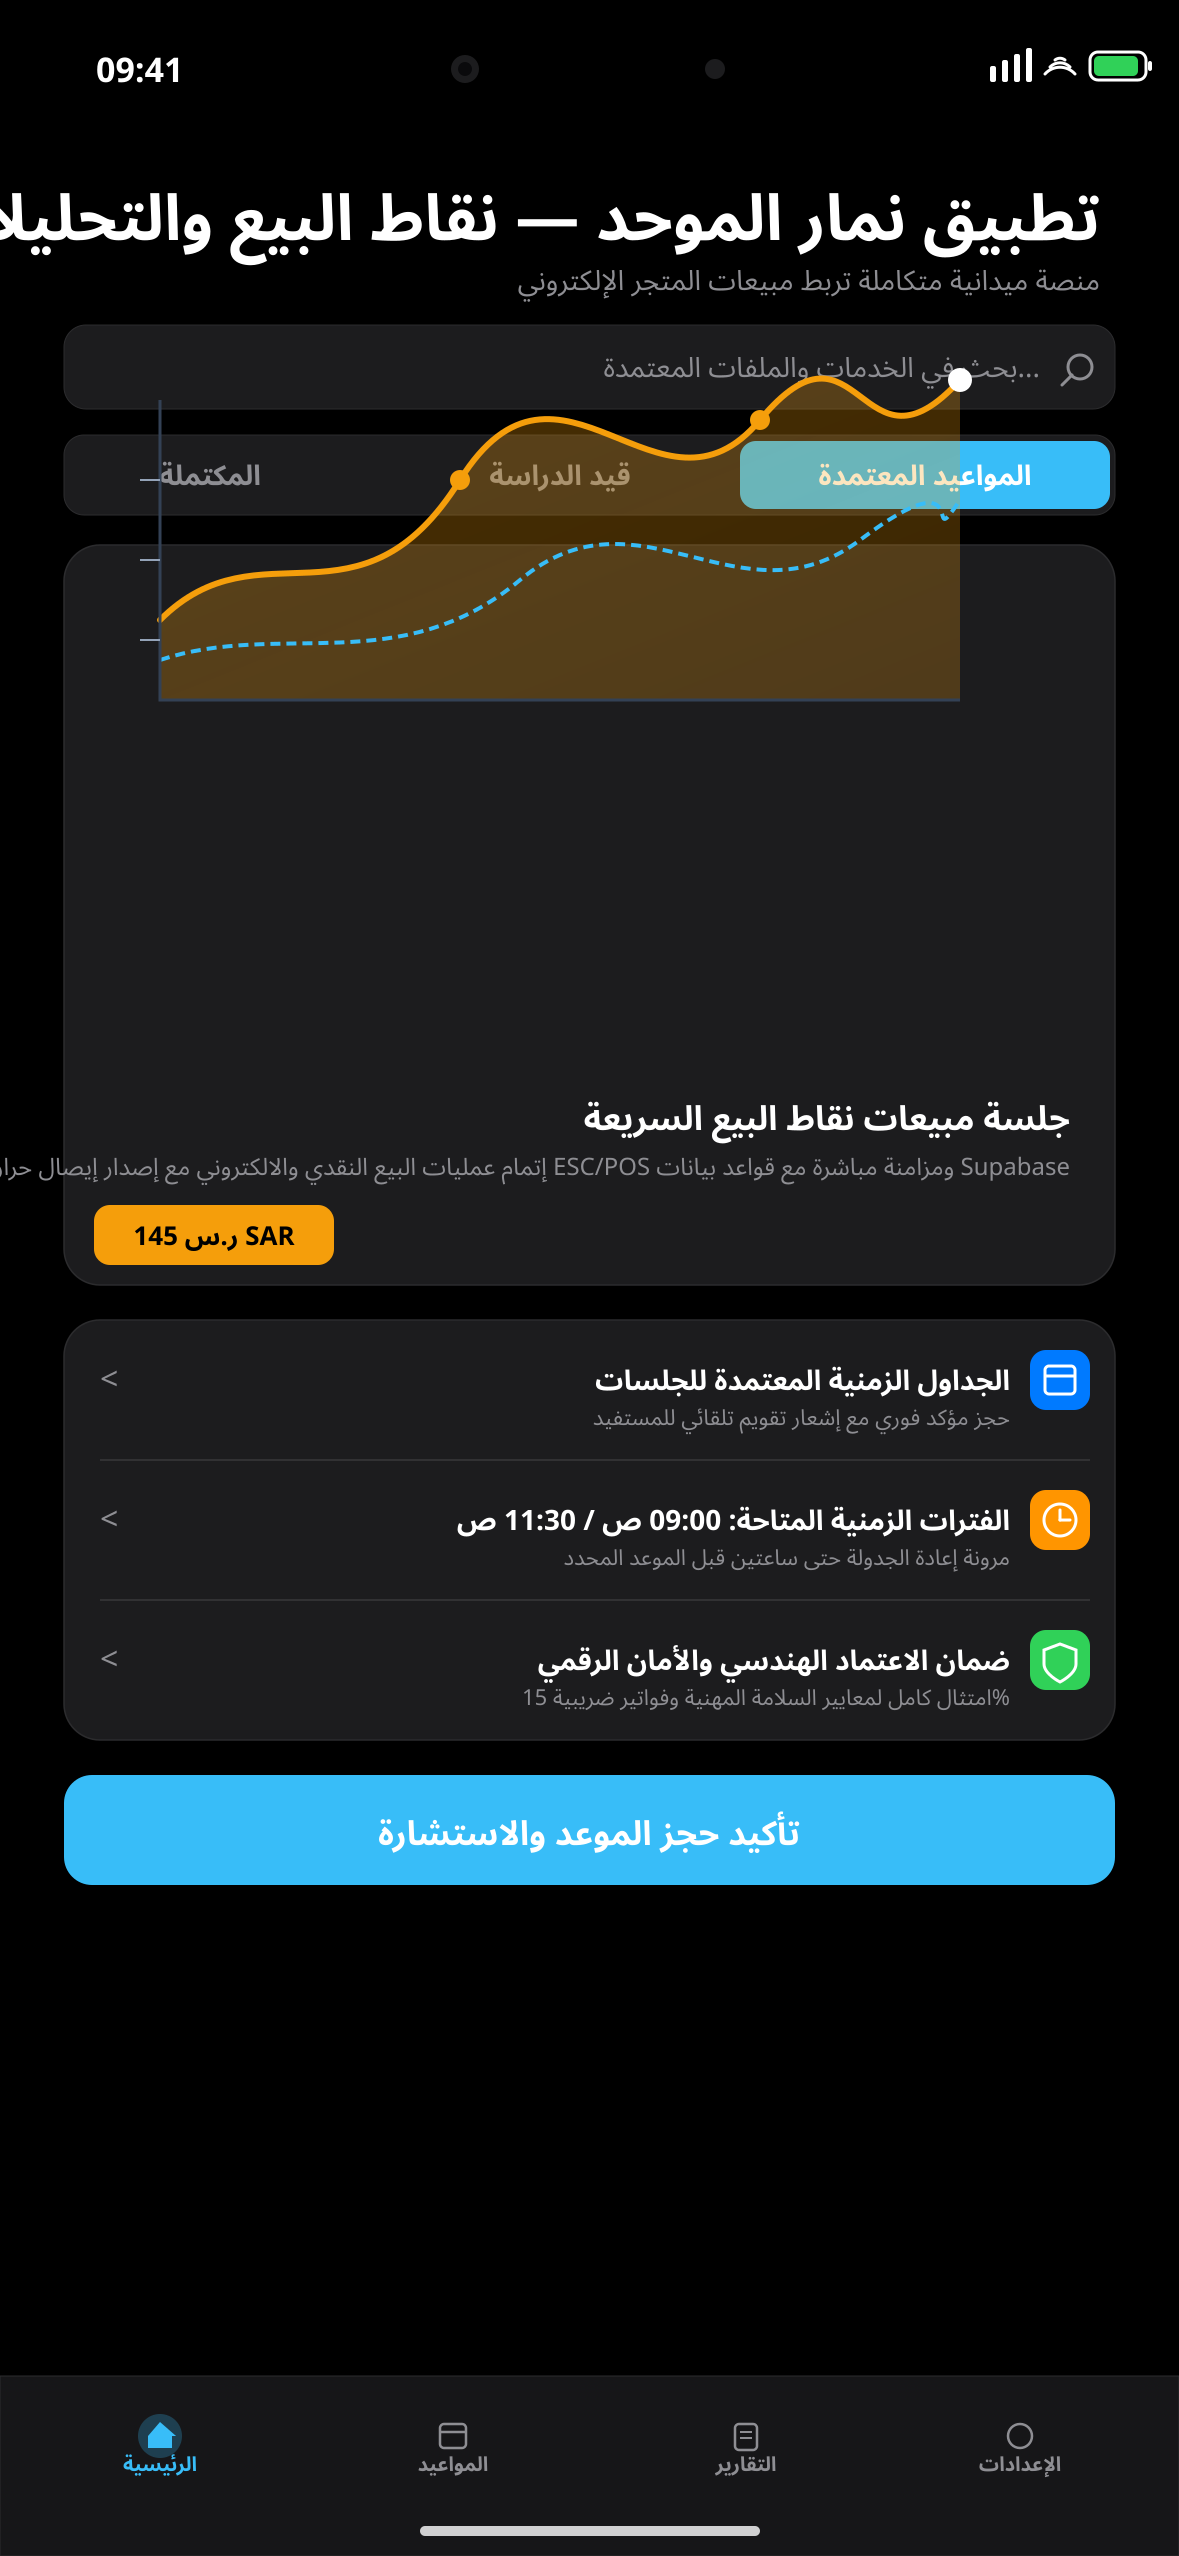 09:41
تطبيق نمار الموحد — نقاط البيع والتحليلا
منصة ميدانية متكاملة تربط مبيعات المتجر الإلكتروني
بحث في الخدمات والملفات المعتمدة...
المواعيد المعتمدة
قيد الدراسة
المكتملة
جلسة مبيعات نقاط البيع السريعة
Supabase ومزامنة مباشرة مع قواعد بيانات ESC/POS إتمام عمليات البيع النقدي والالكتروني مع إصدار إيصال
145 ر.س SAR
الجداول الزمنية المعتمدة للجلسات
حجز مؤكد فوري مع إشعار تقويم تلقائي للمستفيد
الفترات الزمنية المتاحة: 09:00 ص / 11:30 ص
مرونة إعادة الجدولة حتى ساعتين قبل الموعد المحدد
ضمان الاعتماد الهندسي والأمان الرقمي
%امتثال كامل لمعايير السلامة المهنية وفواتير ضريبية 15
تأكيد حجز الموعد والاستشارة
الإعدادات
التقارير
المواعيد
الرئيسية